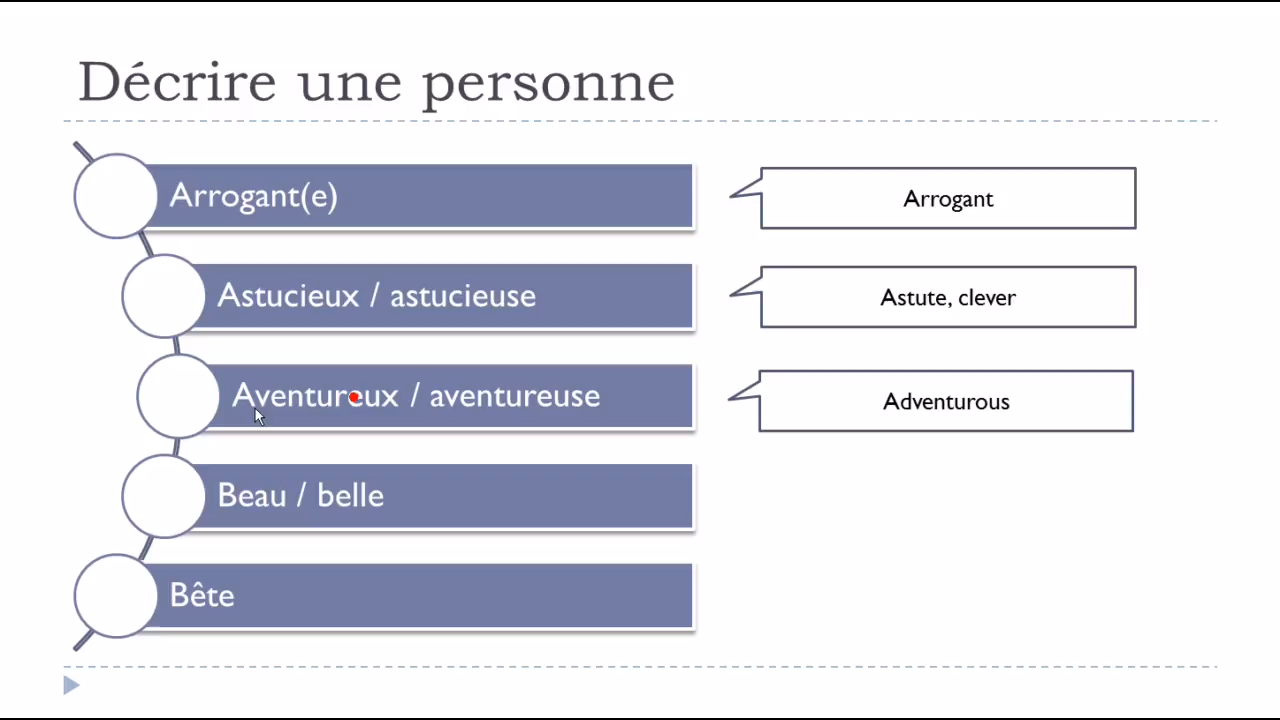 Décrire une personne
Arrogant(e)
Arrogant
Astucieux / astucieuse
Astute, clever
Aventureux / aventureuse
Adventurous
Beau / belle
Bête